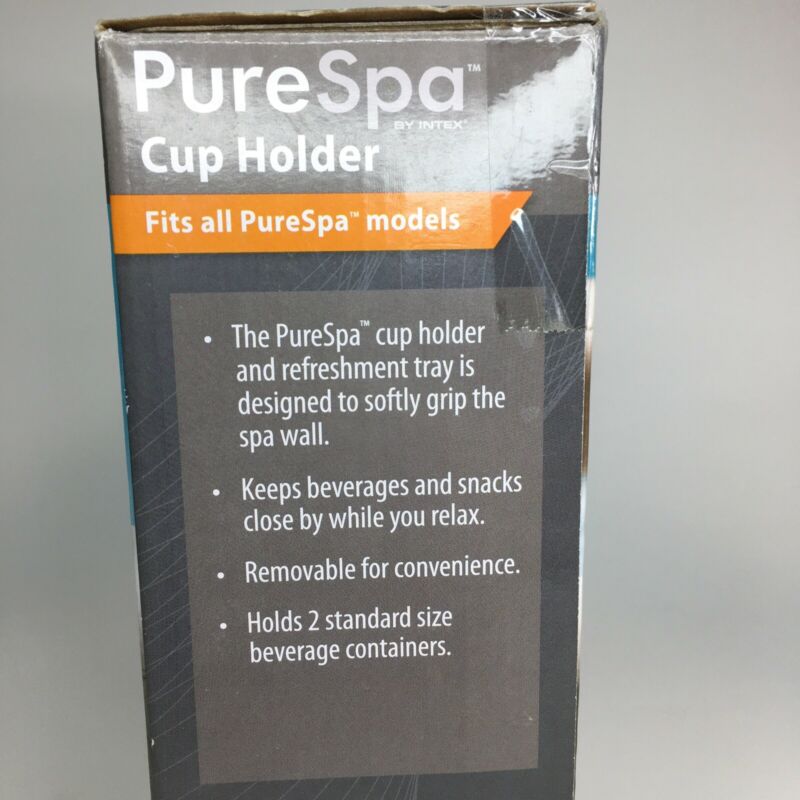 PureSpa™
BY INTEX®
Cup Holder
Fits all PureSpa™ models
• The PureSpa™ cup holder
and refreshment tray is
designed to softly grip the
spa wall.
• Keeps beverages and snacks
close by while you relax.
• Removable for convenience.
• Holds 2 standard size
beverage containers.